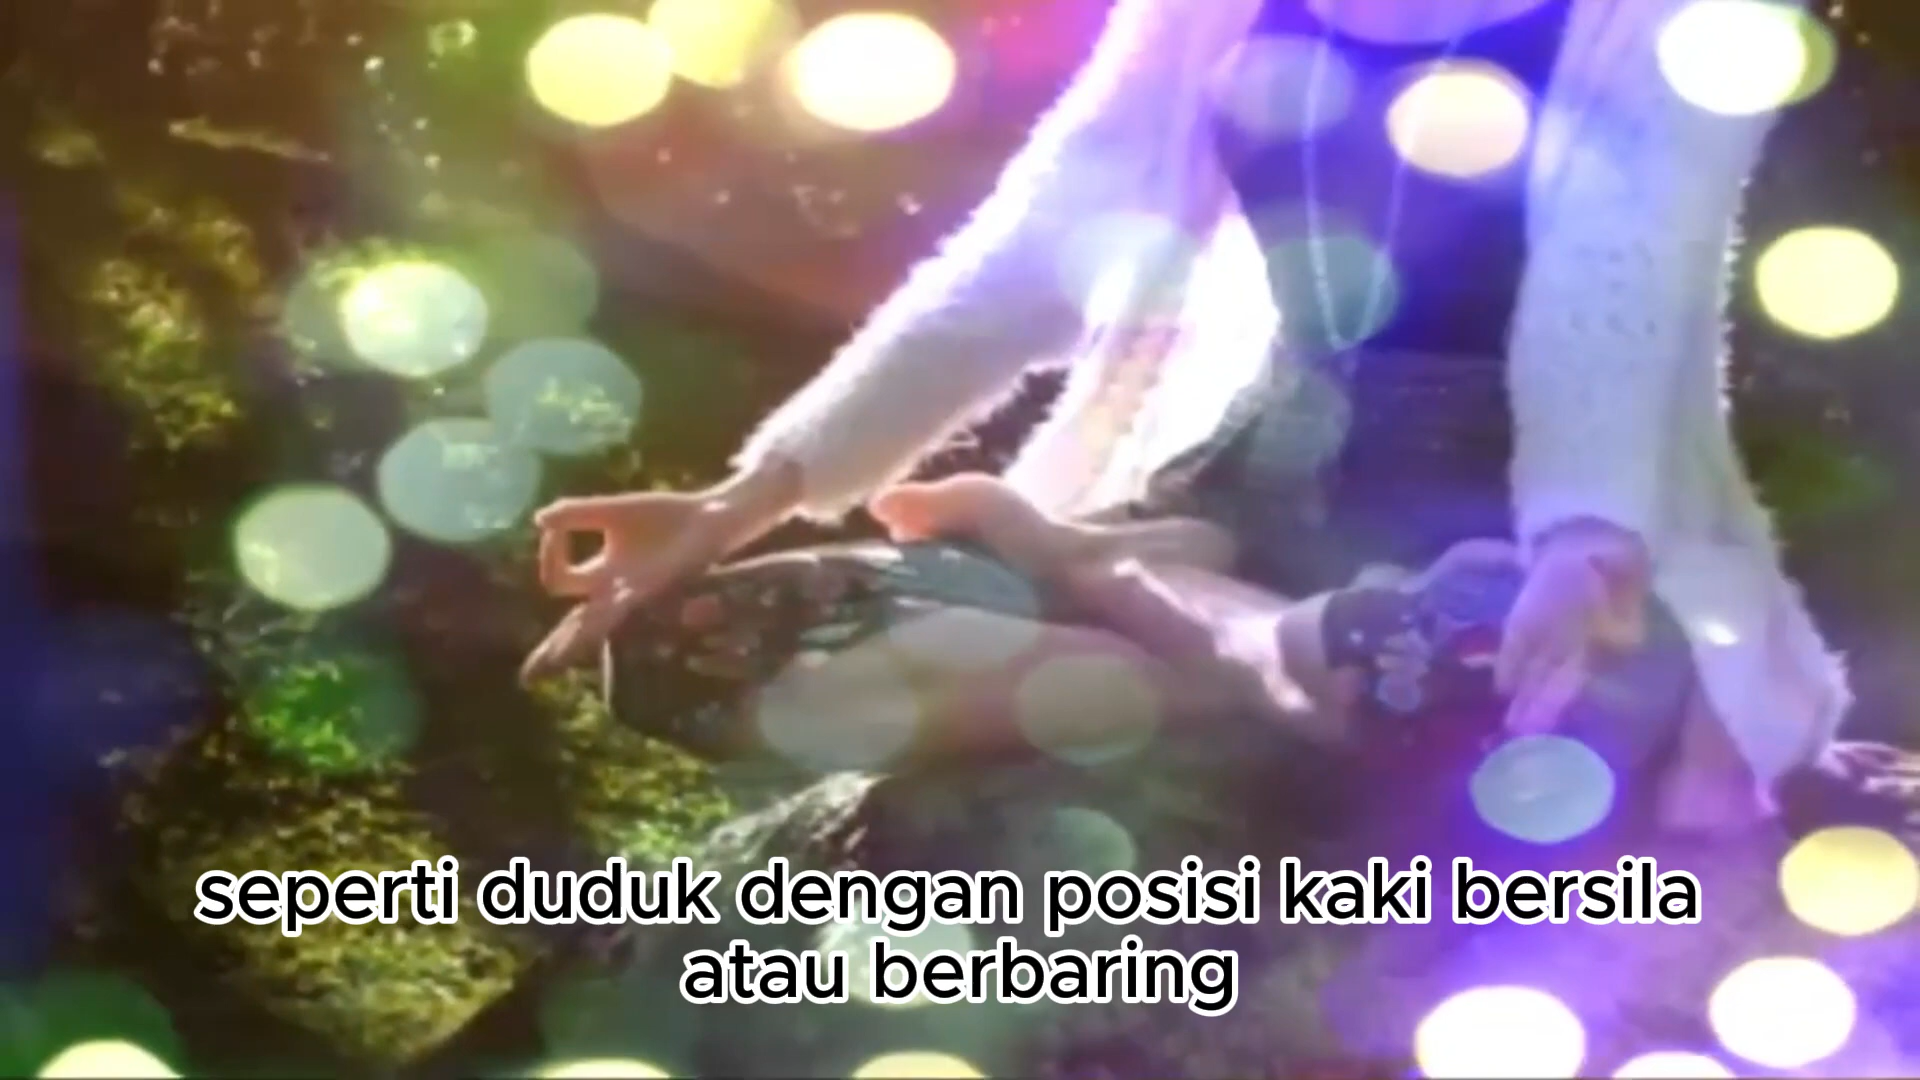 seperti duduk dengan posisi kaki bersila
atau berbaring